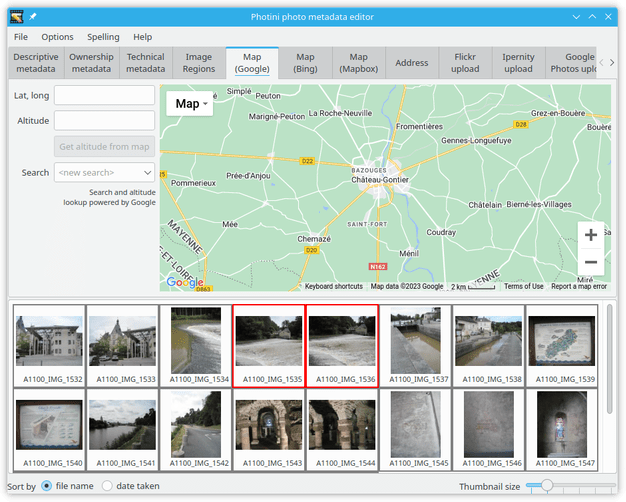 Photini photo metadata editor
File Options Spelling Help
Descriptive metadata
Ownership metadata
Technical metadata
Image Regions
Map (Google)
Map (Bing)
Map (Mapbox)
Address
Flickr upload
Ipernity upload
Google Photos uplo
Lat, long
Altitude
Get altitude from map
Search <new search>
Search and altitude
lookup powered by Google
Map
Simplé
Peuton
Marigné-Peuton
La Roche-Neuville
Fromentières
Grez-en-Bouère
D28
Bouère
Gennes-Longuefuye
D22
BAZOUGES
Château-Gontier
Prée-d'Anjou
Pommerieux
Châtelain
Bierné-les-Villages
SAINT-FORT
Mée
Coudray
Chemazé
MAYENNE
ET-LOIRE
D20
Ménil
N162
D863
YENNE
Miré
Google
Keyboard shortcuts Map data ©2023 Google 2 km Terms of Use Report a map error
A1100_IMG_1532 A1100_IMG_1533 A1100_IMG_1534 A1100_IMG_1535 A1100_IMG_1536 A1100_IMG_1537 A1100_IMG_1538 A1100_IMG_1539
A1100_IMG_1540 A1100_IMG_1541 A1100_IMG_1542 A1100_IMG_1543 A1100_IMG_1544 A1100_IMG_1545 A1100_IMG_1546 A1100_IMG_1547
Sort by file name date taken Thumbnail size